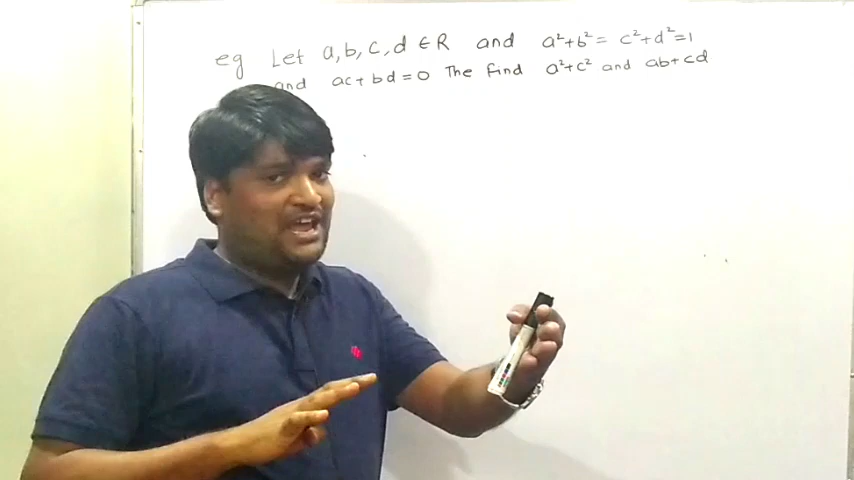 eg Let a, b, c, d ∈ R and a²+b² = c²+d²=1
and ac + bd = 0 The find a²+c² and ab+cd